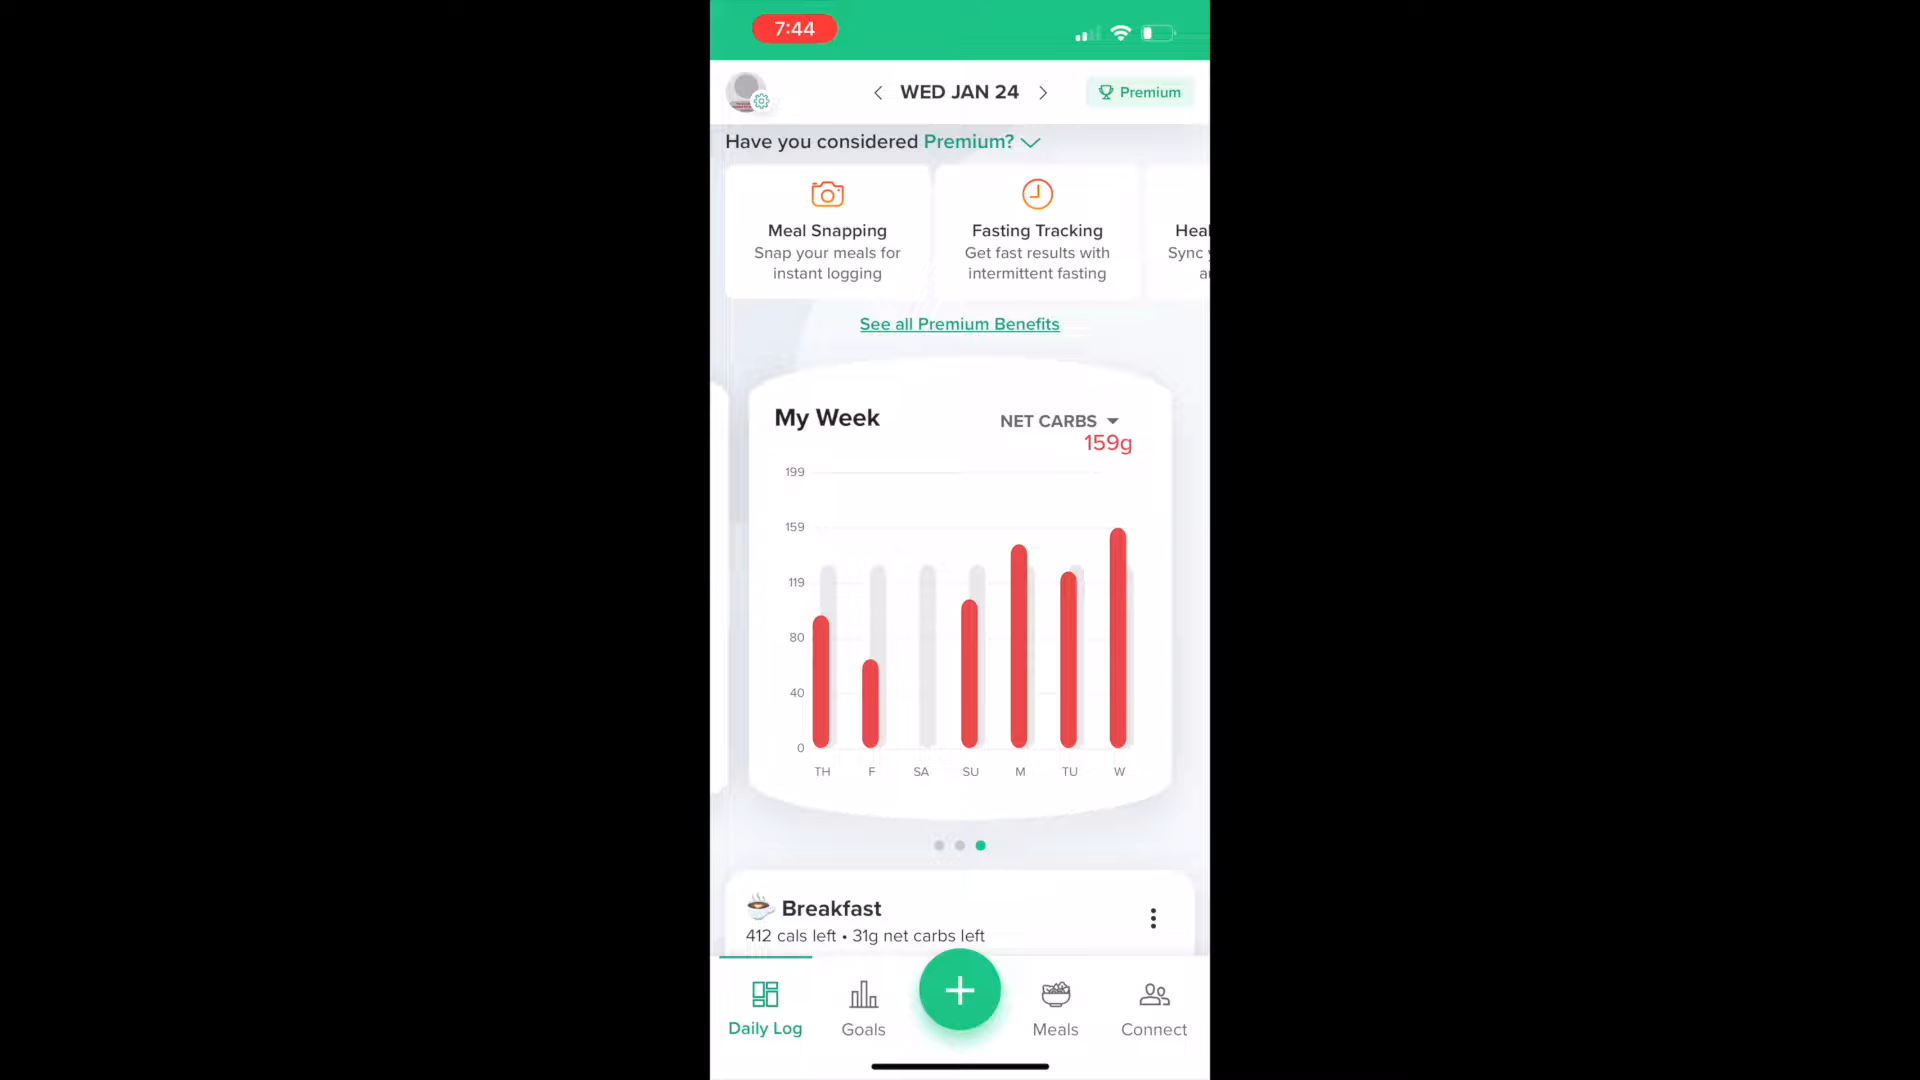 7:44
WED JAN 24
Premium
Have you considered Premium?
Meal Snapping
Snap your meals for
instant logging
Fasting Tracking
Get fast results with
intermittent fasting
Heal
Sync
See all Premium Benefits
My Week
NET CARBS
159g
199
159
119
80
40
0
TH F SA SU M TU W
Breakfast
412 cals left • 31g net carbs left
Daily Log
Goals
Meals
Connect